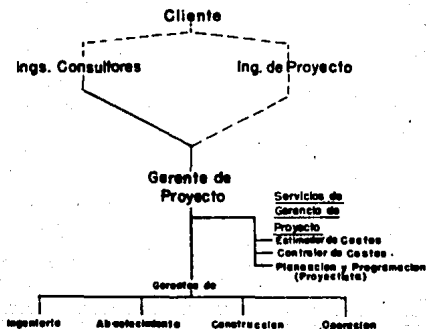 Cliente
Ings. Consultores
Ing. de Proyecto
Gerente de
Proyecto
Servicios de
Gerencia de
Proyecto
Estimador de Costos
Contralor de Costos
Planeacion y Programacion
(Proyectista)
Gerentes de
Ingenieria
Abastecimiento
Construccion
Operacion